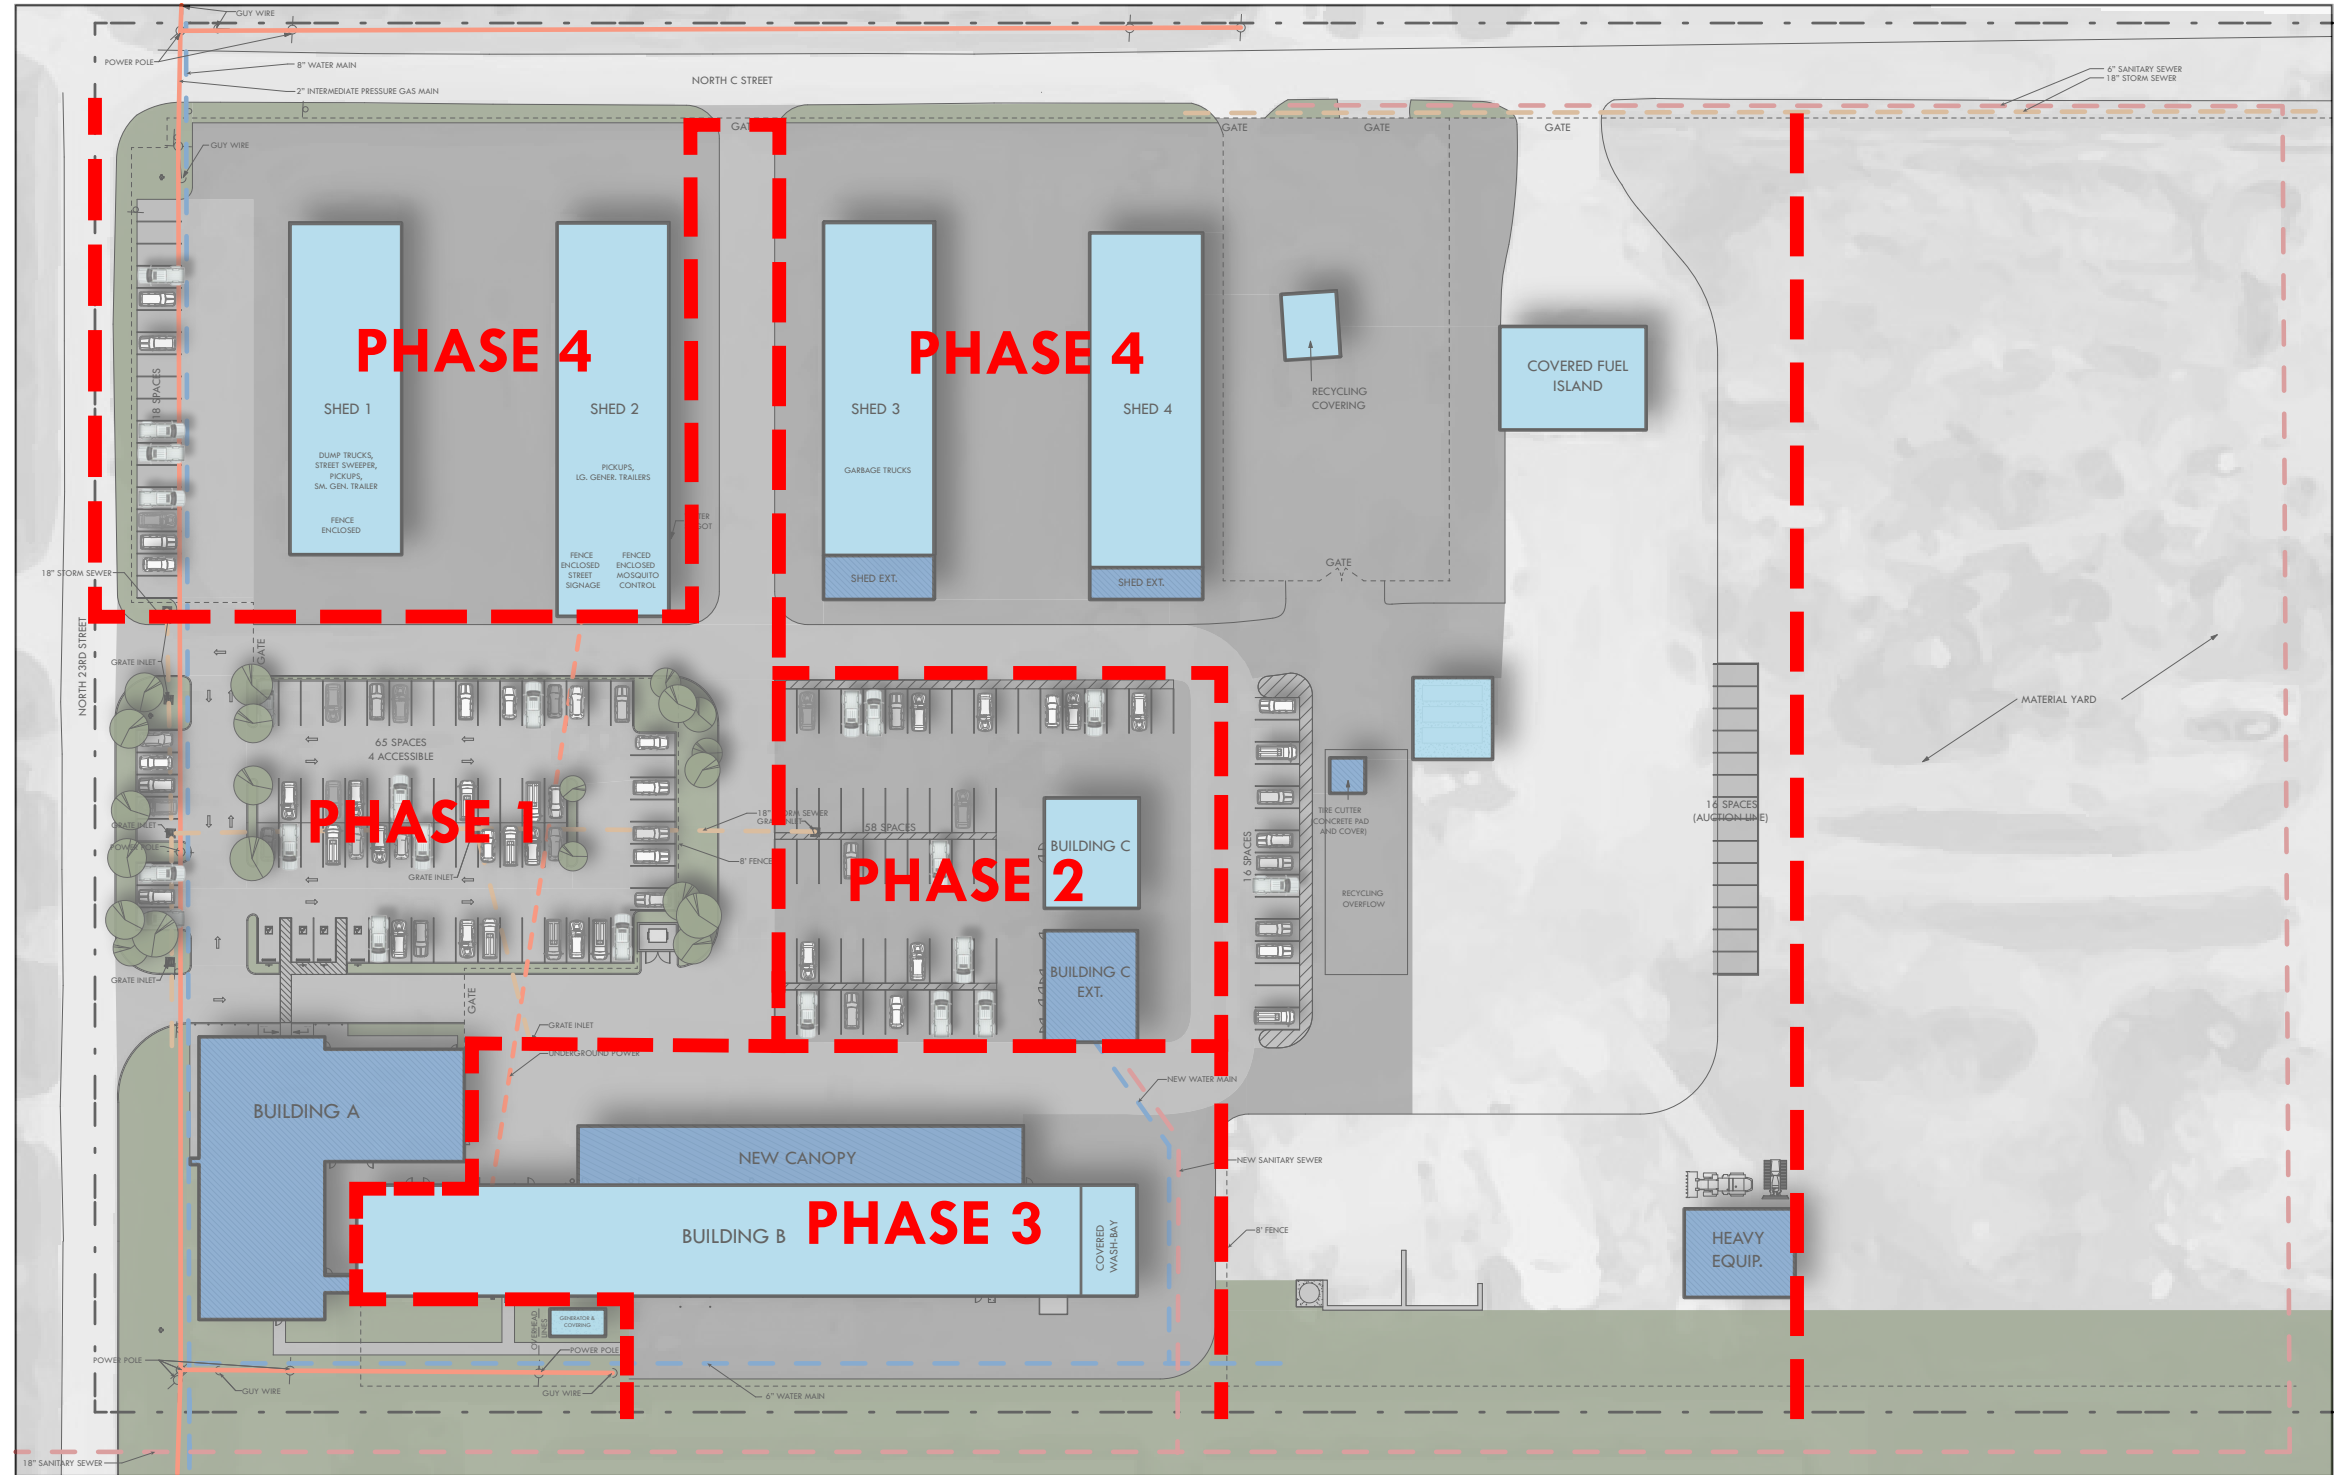 GUY WIRE
POWER POLE
8" WATER MAIN
2" INTERMEDIATE PRESSURE GAS MAIN
NORTH C STREET
6" SANITARY SEWER
18" STORM SEWER
GATE
GATE
GATE
GUY WIRE
PHASE 4
PHASE 4
18 SPACES
SHED 1
DUMP TRUCKS,
STREET SWEEPER,
PICKUPS,
SM. GEN. TRAILER
FENCE
ENCLOSED
SHED 2
PICKUPS,
LG. GENER. TRAILERS
FENCE
ENCLOSED
STREET
SIGNAGE
FENCED
ENCLOSED
MOSQUITO
CONTROL
SHED 3
GARBAGE TRUCKS
SHED EXT.
SHED 4
SHED EXT.
RECYCLING
COVERING
COVERED FUEL
ISLAND
GATE
18" STORM SEWER
NORTH 23RD STREET
GRATE INLET
GATE
65 SPACES
4 ACCESSIBLE
PHASE 1
GRATE INLET
POWER POLE
GRATE INLET
8' FENCE
GRATE INLET
GATE
58 SPACES
PHASE 2
BUILDING C
BUILDING C
EXT.
16 SPACES
TIRE CUTTER
(CONCRETE PAD
AND COVER)
RECYCLING
OVERFLOW
MATERIAL YARD
16 SPACES
(AUCTION LINE)
GRATE INLET
UNDERGROUND POWER
NEW WATER MAIN
BUILDING A
NEW CANOPY
NEW SANITARY SEWER
BUILDING B
PHASE 3
COVERED
WASH-BAY
8' FENCE
HEAVY
EQUIP.
GENERATOR &
COVERING
OVERHEAD
LINES
POWER POLE
POWER POLE
GUY WIRE
GUY WIRE
6" WATER MAIN
18" SANITARY SEWER